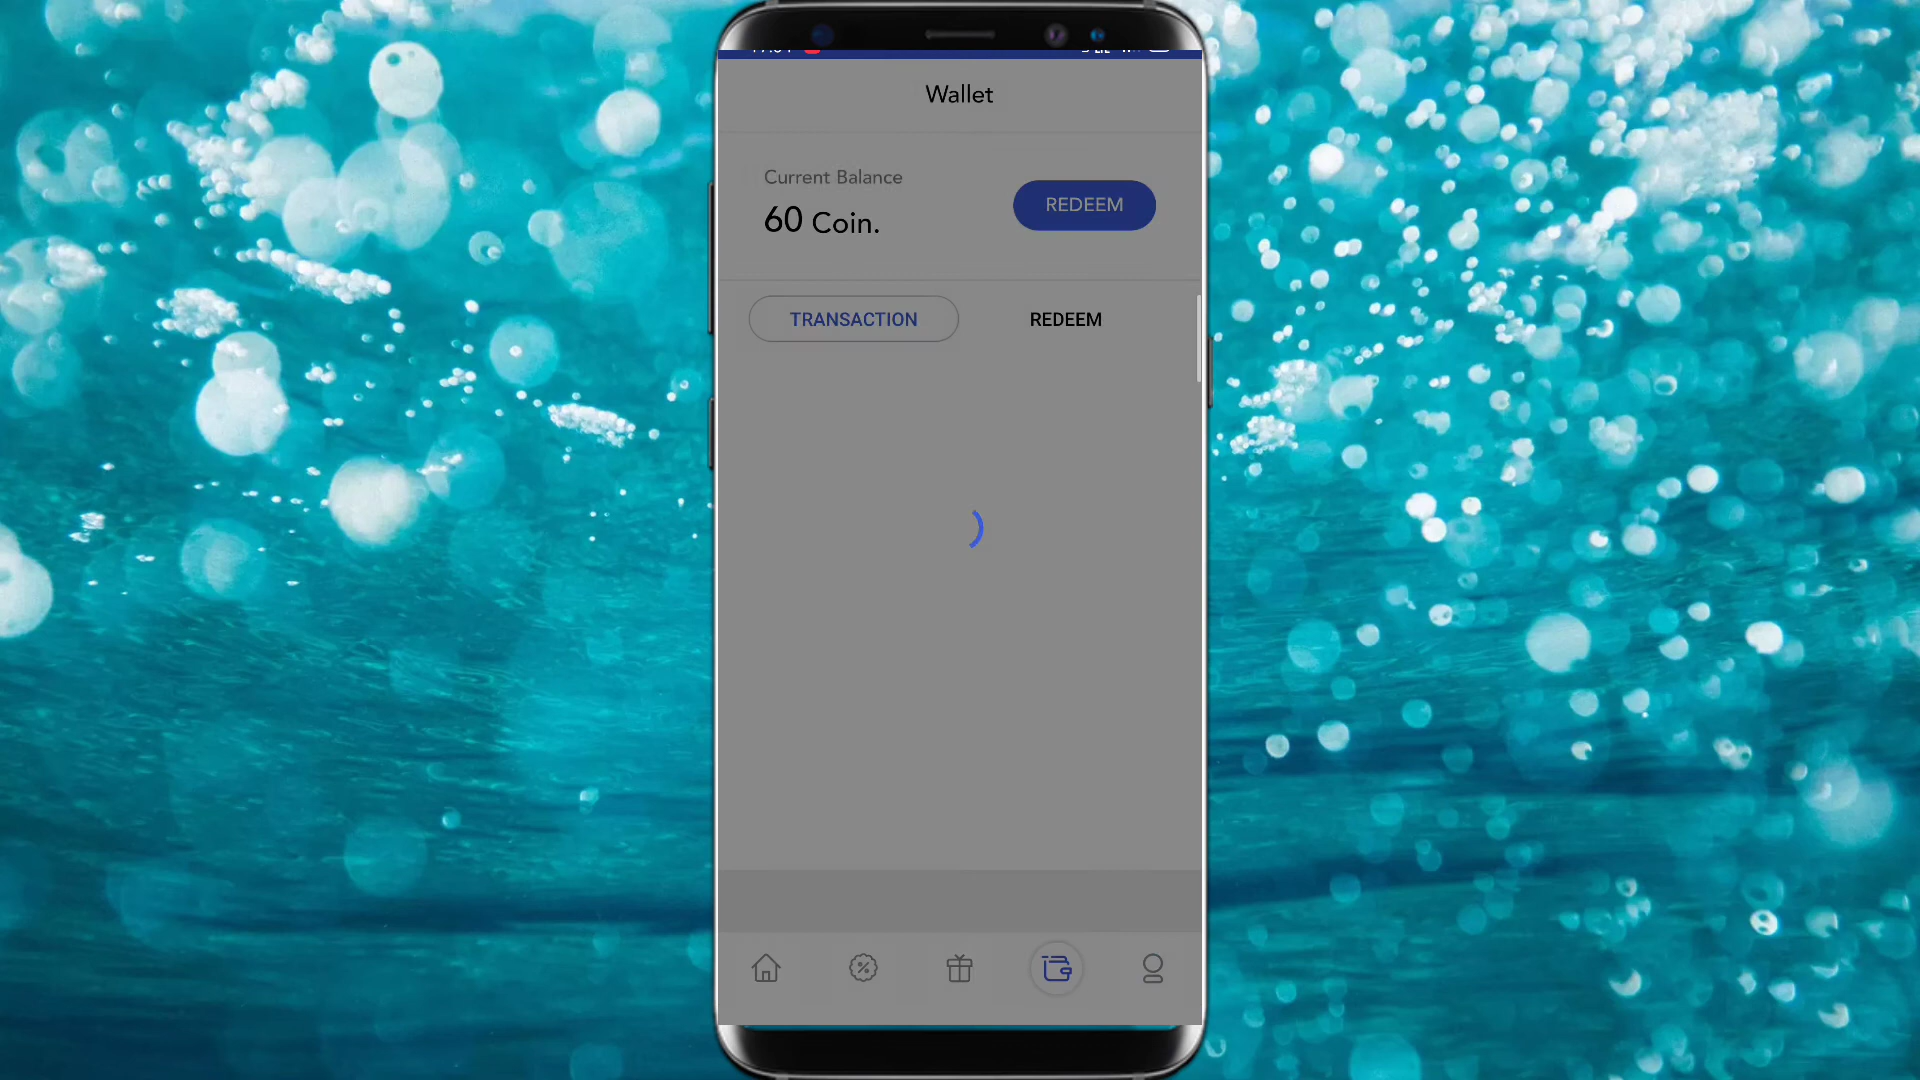 Wallet
Current Balance
60 Coin.
REDEEM
TRANSACTION
REDEEM